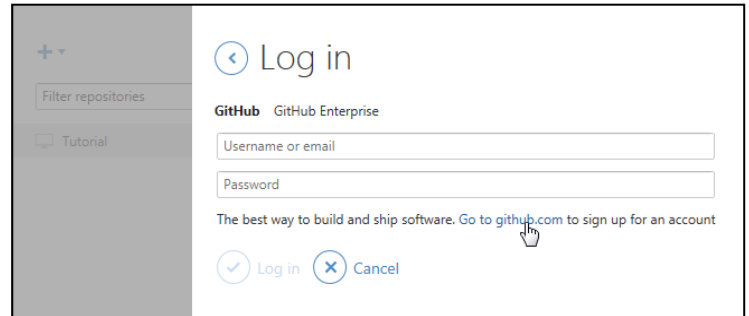 Log in
Filter repositories
GitHub GitHub Enterprise
Tutorial
Username or email
Password
The best way to build and ship software. Go to github.com to sign up for an account
Log in Cancel